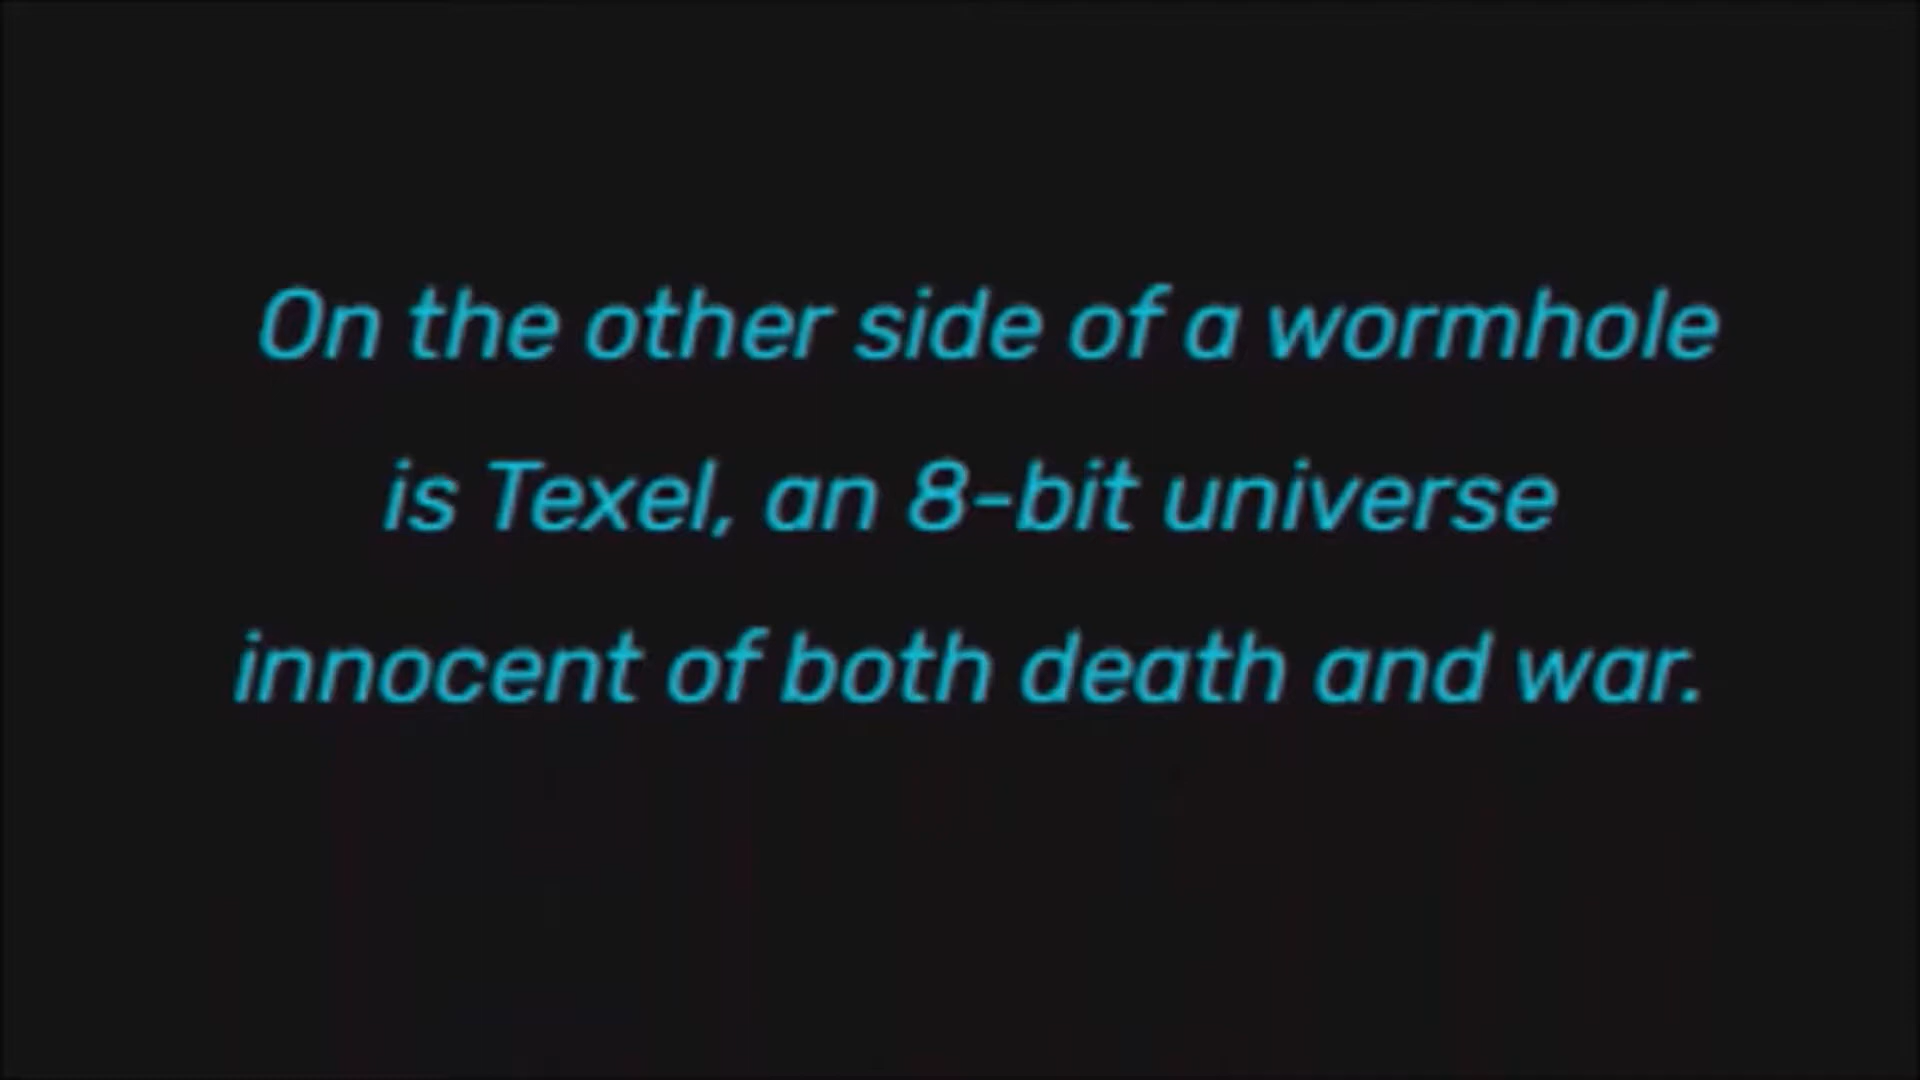 On the other side of a wormhole
is Texel, an 8-bit universe
innocent of both death and war.